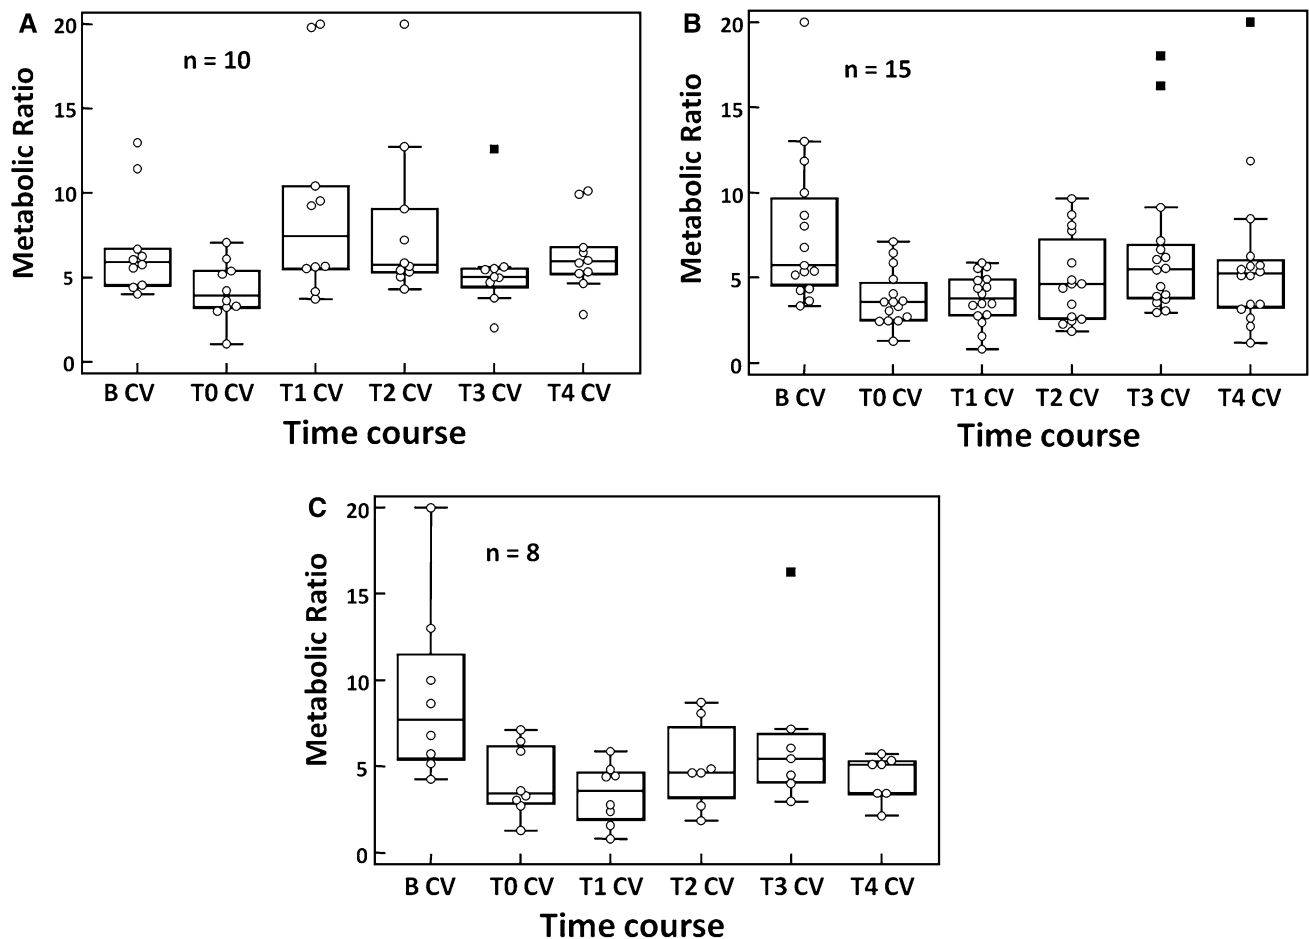 A
n = 10
Metabolic Ratio
20
15
10
5
0
B CV T0 CV T1 CV T2 CV T3 CV T4 CV
Time course
B
n = 15
Metabolic Ratio
20
15
10
5
0
B CV T0 CV T1 CV T2 CV T3 CV T4 CV
Time course
C
n = 8
Metabolic Ratio
20
15
10
5
0
B CV T0 CV T1 CV T2 CV T3 CV T4 CV
Time course